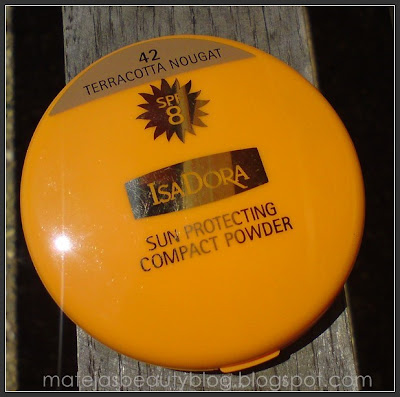 42
TERRACOTTA NOUGAT
SPF
8
ISADORA
SUN PROTECTING
COMPACT POWDER
matejasbeautyblog.blogspot.com